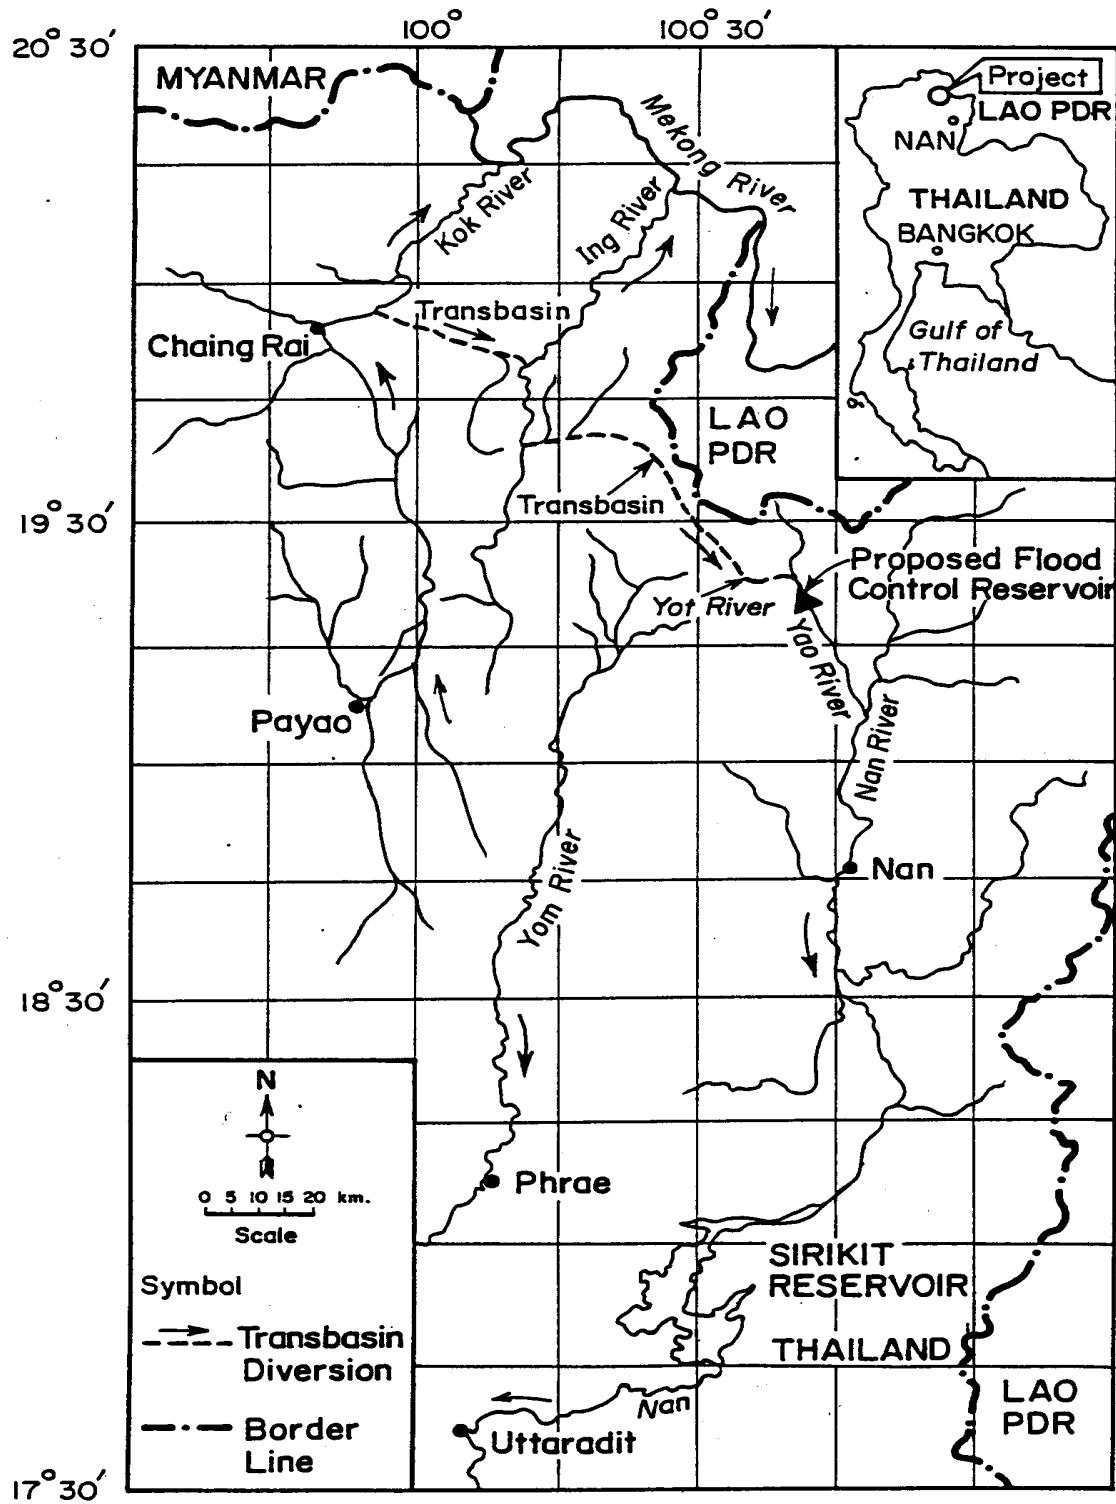 100°
100° 30'
20° 30'
MYANMAR
Mekong River
Project
LAO PDR
NAN
THAILAND
BANGKOK
Gulf of
Thailand
Kok River
Ing River
Transbasin
Chaing Rai
LAO
PDR
Transbasin
19° 30'
Proposed Flood
Control Reservoir
Yot River
Yao River
Payao
Nan River
Nan
Yom River
18° 30'
N
0 5 10 15 20 km.
Scale
Phrae
SIRIKIT
RESERVOIR
Symbol
Transbasin
Diversion
THAILAND
LAO
PDR
Nan
Border
Line
Uttaradit
17° 30'